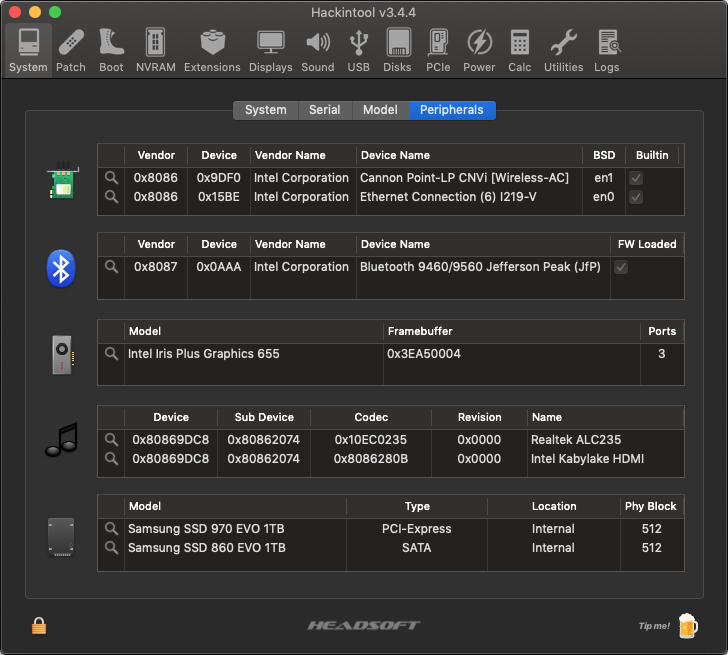 Hackintool v3.4.4
System Patch Boot NVRAM Extensions Displays Sound USB Disks PCIe Power Calc Utilities Logs
System Serial Model Peripherals
Vendor Device Vendor Name Device Name BSD Builtin
0x8086 0x9DF0 Intel Corporation Cannon Point-LP CNVi [Wireless-AC] en1
0x8086 0x15BE Intel Corporation Ethernet Connection (6) I219-V en0
Vendor Device Vendor Name Device Name FW Loaded
0x8087 0x0AAA Intel Corporation Bluetooth 9460/9560 Jefferson Peak (JfP)
Model Framebuffer Ports
Intel Iris Plus Graphics 655 0x3EA50004 3
Device Sub Device Codec Revision Name
0x80869DC8 0x80862074 0x10EC0235 0x0000 Realtek ALC235
0x80869DC8 0x80862074 0x8086280B 0x0000 Intel Kabylake HDMI
Model Type Location Phy Block
Samsung SSD 970 EVO 1TB PCI-Express Internal 512
Samsung SSD 860 EVO 1TB SATA Internal 512
HEADSOFT Tip me!